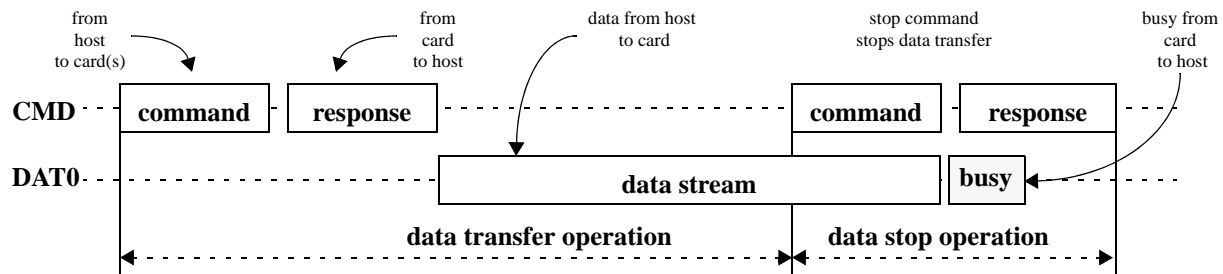 from
host
to card(s)
from
card
to host
data from host
to card
stop command
stops data transfer
busy from
card
to host
CMD command response command response
DAT0 data stream busy
data transfer operation data stop operation